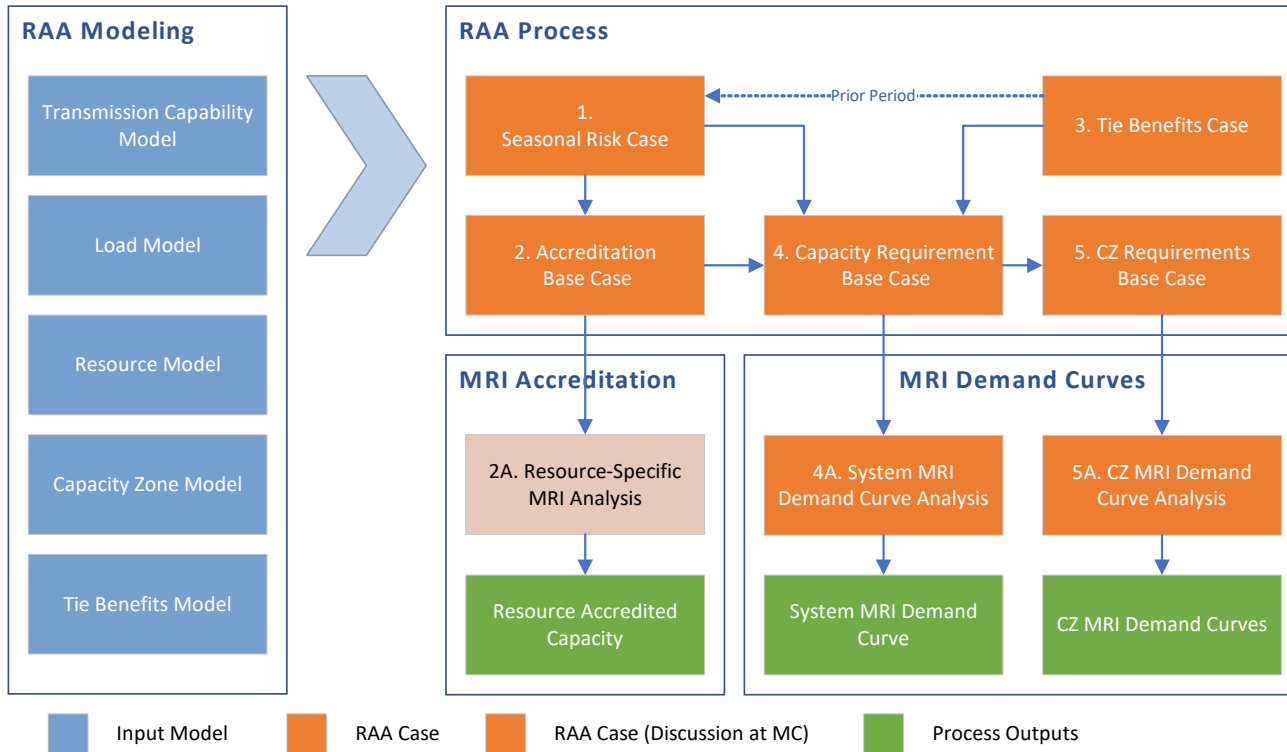 RAA Modeling
Transmission Capability
Model
Load Model
Resource Model
Capacity Zone Model
Tie Benefits Model
RAA Process
1.
Seasonal Risk Case
Prior Period
3. Tie Benefits Case
2. Accreditation
Base Case
4. Capacity Requirement
Base Case
5. CZ Requirements
Base Case
MRI Accreditation
2A. Resource-Specific
MRI Analysis
Resource Accredited
Capacity
MRI Demand Curves
4A. System MRI
Demand Curve Analysis
5A. CZ MRI Demand
Curve Analysis
System MRI Demand
Curve
CZ MRI Demand Curves
Input Model
RAA Case
RAA Case (Discussion at MC)
Process Outputs